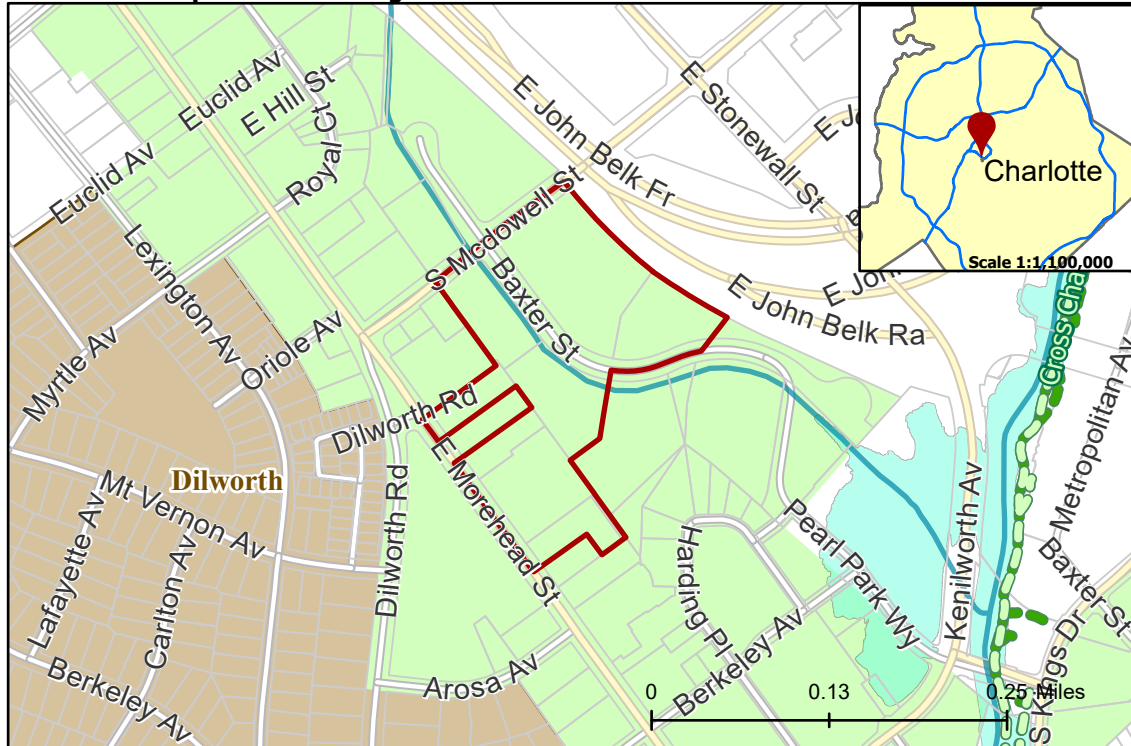 Euclid Av
E Hill St
Royal Ct
Euclid Av
Lexington Av
Myrtle Av
Oriole Av
S Mcdowell St
Baxter St
E John Belk Fr
E Stonewall St
E John Belk Ra
Charlotte
Scale 1:1,100,000
Dilworth Rd
Dilworth
E Morehead St
Mt Vernon Av
Lafayette Av
Carlton Av
Dilworth Rd
Berkeley Av
Arosa Av
Harding Pl
Berkeley Av
Pearl Park Wy
Kenilworth Av
Cross Cha
Metropolitan Av
Baxter St
S Kings Dr
0 0.13 0.25 Miles